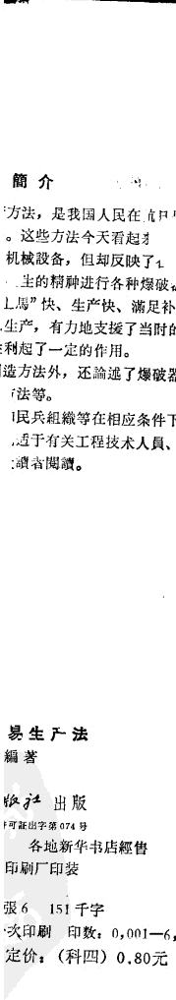 簡介
方法，是我国人民在抗日
。这些方法今天看起来
机械設备，但却反映了
主的精神进行各种爆破
上馬”快、生产快、滿足补
生产，有力地支援了当时的
利起了一定的作用。
造方法外，还論述了爆破器
方法等。
民兵組織等在相应条件下
适于有关工程技术人員、
讀者閱讀。
易生产法
編著
版社 出版
許可証出字第074号
各地新华书店經售
印刷厂印装
張6 151千字
次印刷 印数：0,001—6,
定价：(科四) 0.80元